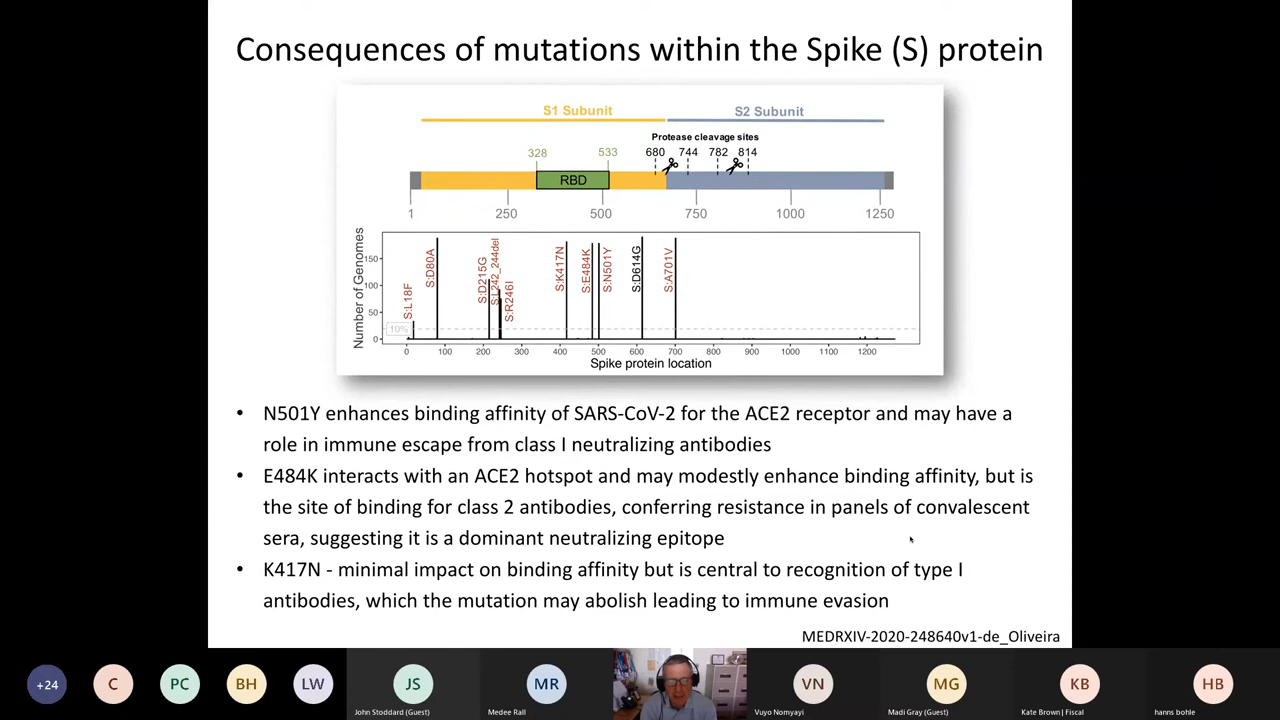 Consequences of mutations within the Spike (S) protein
S1 Subunit
S2 Subunit
Protease cleavage sites
328
533
680
744
782
814
RBD
1
250
500
750
1000
1250
Number of Genomes
150
100
50
0
10%
S:L18F
S:D80A
S:D215G
S:L242_244del
S:R246I
S:K417N
S:E484K
S:N501Y
S:D614G
S:A701V
0
100
200
300
400
500
600
700
800
900
1000
1100
1200
Spike protein location
• N501Y enhances binding affinity of SARS-CoV-2 for the ACE2 receptor and may have a
role in immune escape from class I neutralizing antibodies
• E484K interacts with an ACE2 hotspot and may modestly enhance binding affinity, but is
the site of binding for class 2 antibodies, conferring resistance in panels of convalescent
sera, suggesting it is a dominant neutralizing epitope
• K417N - minimal impact on binding affinity but is central to recognition of type I
antibodies, which the mutation may abolish leading to immune evasion
MEDRXIV-2020-248640v1-de_Oliveira
+24
C
PC
BH
LW
JS
John Stoddard (Guest)
MR
Medee Rall
VN
Vuyo Nomyayi
MG
Madi Gray (Guest)
KB
Kate Brown | Fiscal
HB
hanns bohle